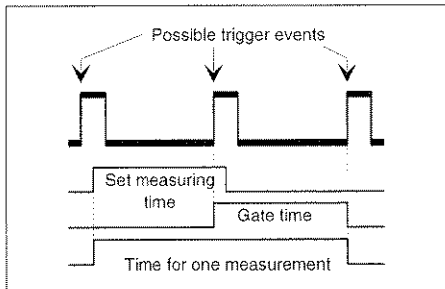 Possible trigger events
Set measuring
time
Gate time
Time for one measurement